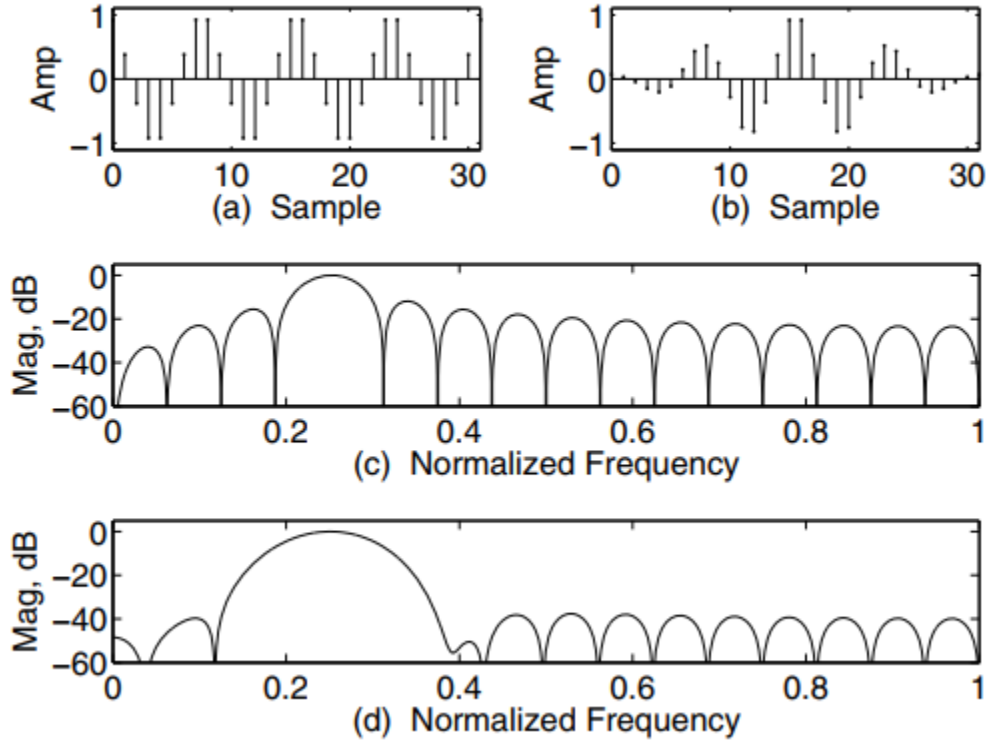 1
Amp
0
−1
0 10 20 30
(a) Sample
1
Amp
0
−1
0 10 20 30
(b) Sample
0
−20
−40
−60
Mag, dB
0 0.2 0.4 0.6 0.8 1
(c) Normalized Frequency
0
−20
−40
−60
Mag, dB
0 0.2 0.4 0.6 0.8 1
(d) Normalized Frequency